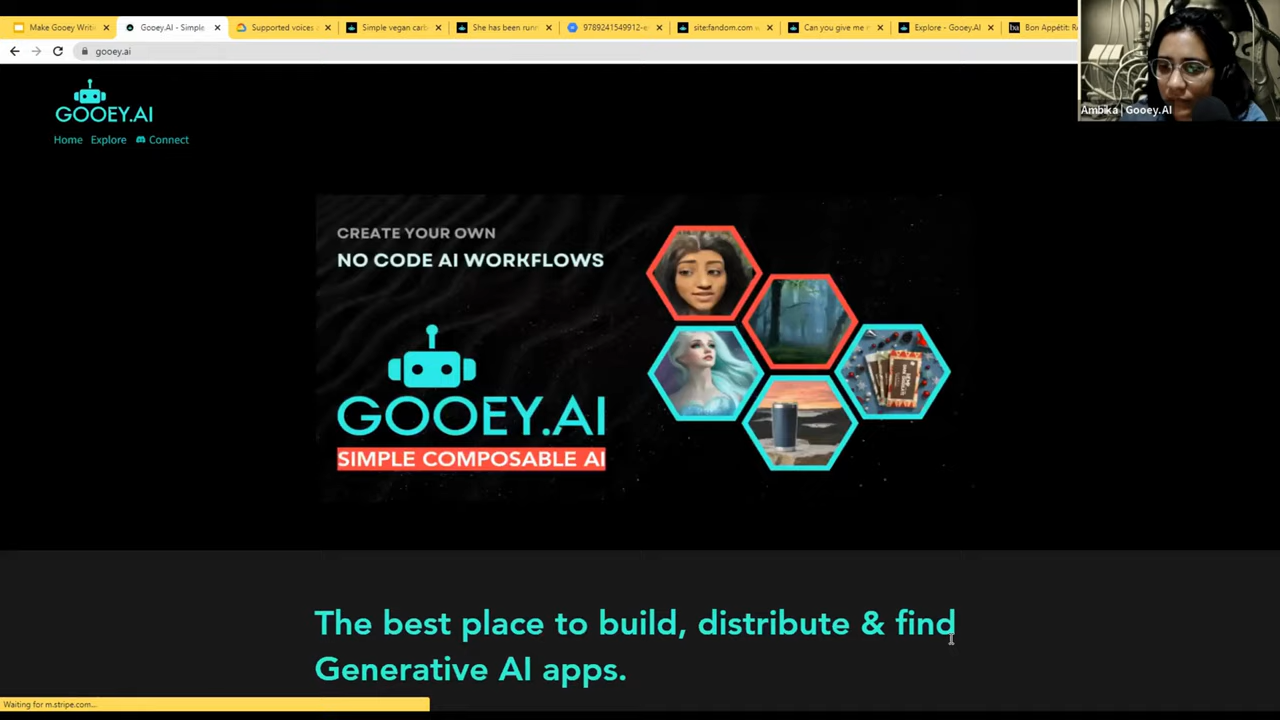 Make Gooey Writi
Gooey.AI - Simple
Supported voices
Simple vegan carb
She has been runn
9789241549912-e
site:fandom.com
Can you give me
Explore - Gooey.AI
Bon Appétit: R
gooey.ai
Ambika | Gooey.AI
GOOEY.AI
Home Explore Connect
CREATE YOUR OWN
NO CODE AI WORKFLOWS
GOOEY.AI
SIMPLE COMPOSABLE AI
The best place to build, distribute & find
Generative AI apps.
Waiting for m.stripe.com...